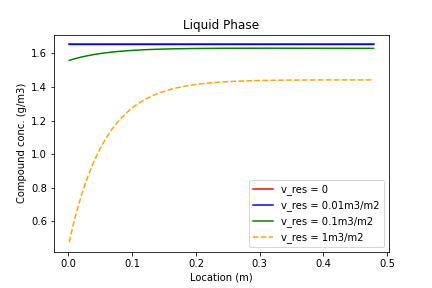 Liquid Phase
Compound conc. (g/m3)
1.6
1.4
1.2
1.0
0.8
0.6
v_res = 0
v_res = 0.01m3/m2
v_res = 0.1m3/m2
v_res = 1m3/m2
0.0 0.1 0.2 0.3 0.4 0.5
Location (m)